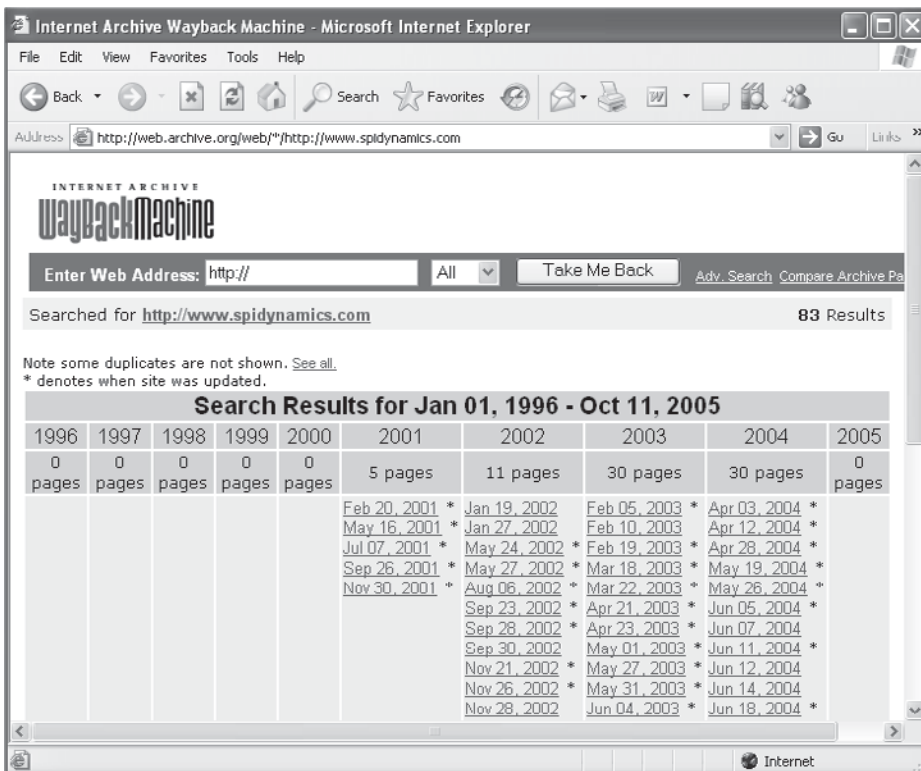 Internet Archive Wayback Machine - Microsoft Internet Explorer
File Edit View Favorites Tools Help
Back Search Favorites
Address http://web.archive.org/web/*/http://www.spidynamics.com Go Links »
INTERNET ARCHIVE
WayBackMachine
Enter Web Address: http:// All Take Me Back Adv. Search Compare Archive Pa
Searched for http://www.spidynamics.com 83 Results
Note some duplicates are not shown. See all.
* denotes when site was updated.
Search Results for Jan 01, 1996 - Oct 11, 2005
1996 1997 1998 1999 2000 2001 2002 2003 2004 2005
0 pages 0 pages 0 pages 0 pages 0 pages 5 pages 11 pages 30 pages 30 pages 0 pages
Feb 20, 2001 * Jan 19, 2002 Feb 05, 2003 * Apr 03, 2004 *
May 16, 2001 * Jan 27, 2002 Feb 10, 2003 Apr 12, 2004 *
Jul 07, 2001 * May 24, 2002 * Feb 19, 2003 * Apr 28, 2004 *
Sep 26, 2001 * May 27, 2002 * Mar 18, 2003 * May 19, 2004 *
Nov 30, 2001 * Aug 06, 2002 * Mar 22, 2003 * May 26, 2004 *
Sep 23, 2002 * Apr 21, 2003 * Jun 05, 2004 *
Sep 28, 2002 * Apr 23, 2003 * Jun 07, 2004
Sep 30, 2002 May 01, 2003 * Jun 11, 2004 *
Nov 21, 2002 * May 27, 2003 * Jun 12, 2004
Nov 26, 2002 * May 31, 2003 * Jun 14, 2004
Nov 28, 2002 Jun 04, 2003 * Jun 18, 2004 *
Internet